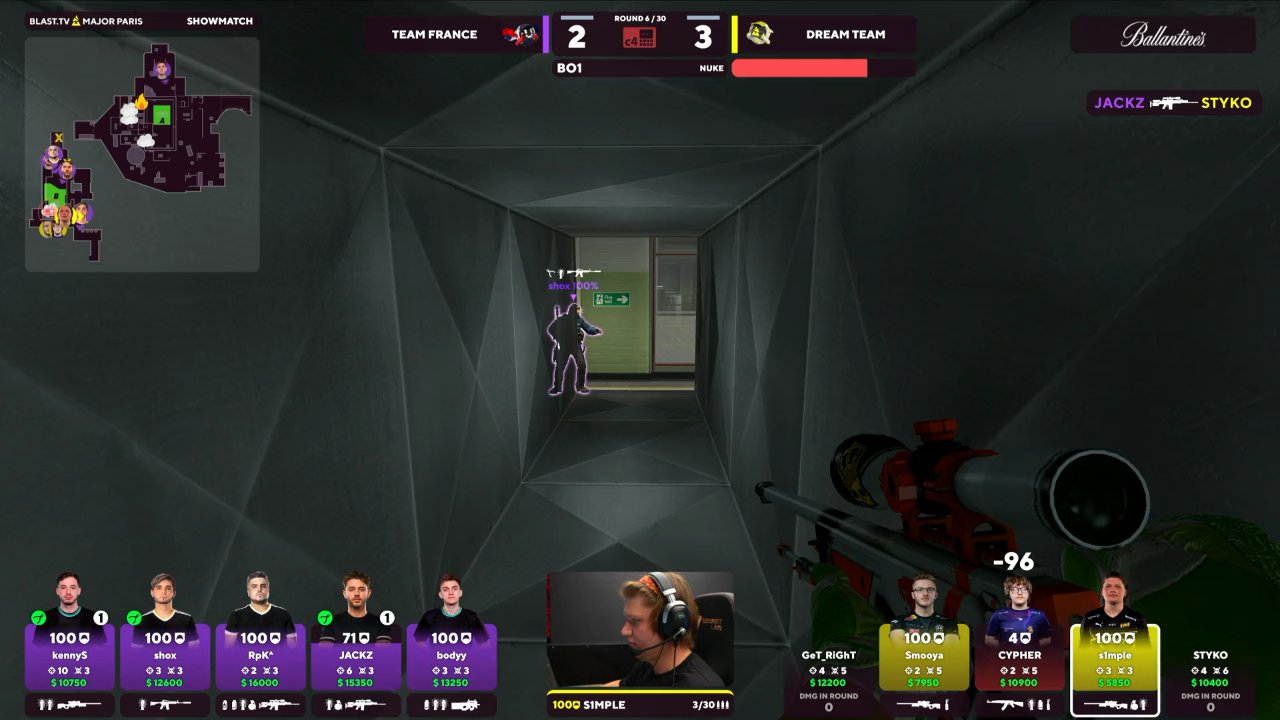 BLAST.TV MAJOR PARIS SHOWMATCH
TEAM FRANCE 2 ROUND 6 / 30 C4 3 DREAM TEAM
BO1 NUKE
Ballantine's
JACKZ STYKO
X
shox 100%
-96
1 1
100 100 100 71 100
kennyS shox RpK^ JACKZ bodyy
10 3 3 3 2 3 6 3 3 3
$ 10750 $ 12600 $ 16000 $ 15350 $ 13250
100 S1MPLE 3/30
100 4 100
GeT_RiGhT Smooya CYPHER s1mple STYKO
4 5 2 5 2 5 3 3 4 6
$ 12200 $ 7950 $ 10900 $ 5850 $ 10400
DMG IN ROUND DMG IN ROUND
0 0